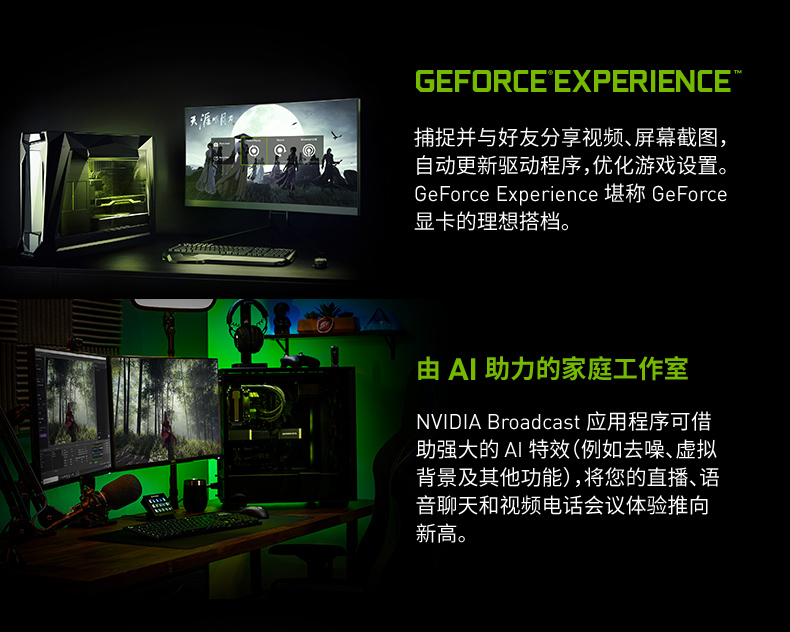 GEFORCE® EXPERIENCE™
捕捉并与好友分享视频、屏幕截图，
自动更新驱动程序，优化游戏设置。
GeForce Experience 堪称 GeForce
显卡的理想搭档。
天涯明月刀
由 AI 助力的家庭工作室
NVIDIA Broadcast 应用程序可借
助强大的 AI 特效（例如去噪、虚拟
背景及其他功能），将您的直播、语
音聊天和视频电话会议体验推向
新高。